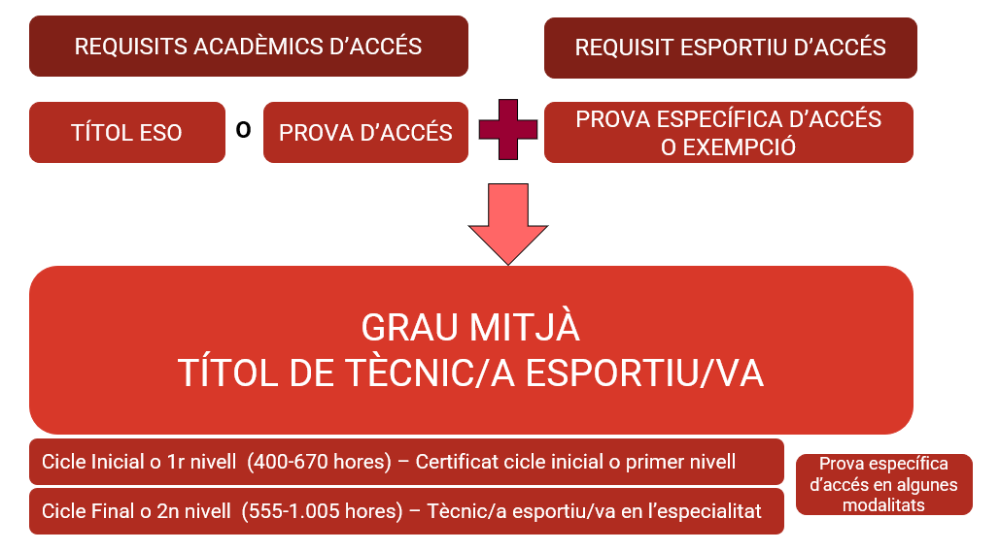 REQUISITS ACADÈMICS D’ACCÉS
REQUISIT ESPORTIU D’ACCÉS
TÍTOL ESO
O
PROVA D’ACCÉS
PROVA ESPECÍFICA D’ACCÉS
O EXEMPCIÓ
GRAU MITJÀ
TÍTOL DE TÈCNIC/A ESPORTIU/VA
Cicle Inicial o 1r nivell  (400-670 hores) – Certificat cicle inicial o primer nivell
Cicle Final o 2n nivell  (555-1.005 hores) – Tècnic/a esportiu/va en l’especialitat
Prova específica
d’accés en algunes
modalitats